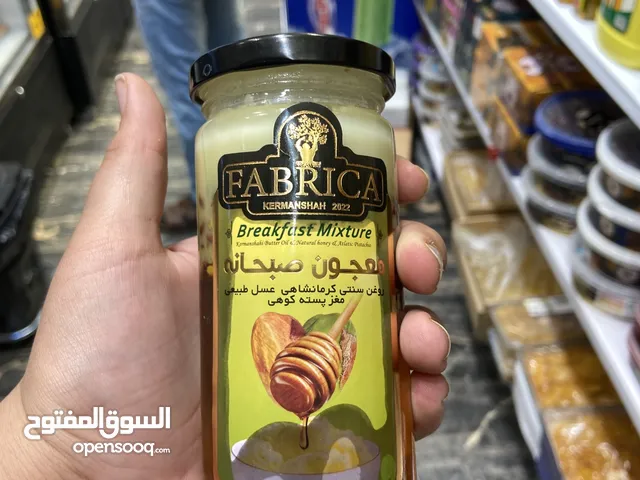 FABRICA
KERMANSHAH 2022
Breakfast Mixture
Kermanshahi Butter Oil & Natural honey & Atlatic Pistachio
معجون صبحانه
روغن سنتی کرمانشاهی عسل طبیعی
مغز پسته کوهی
السوق المفتوح
opensooq.com